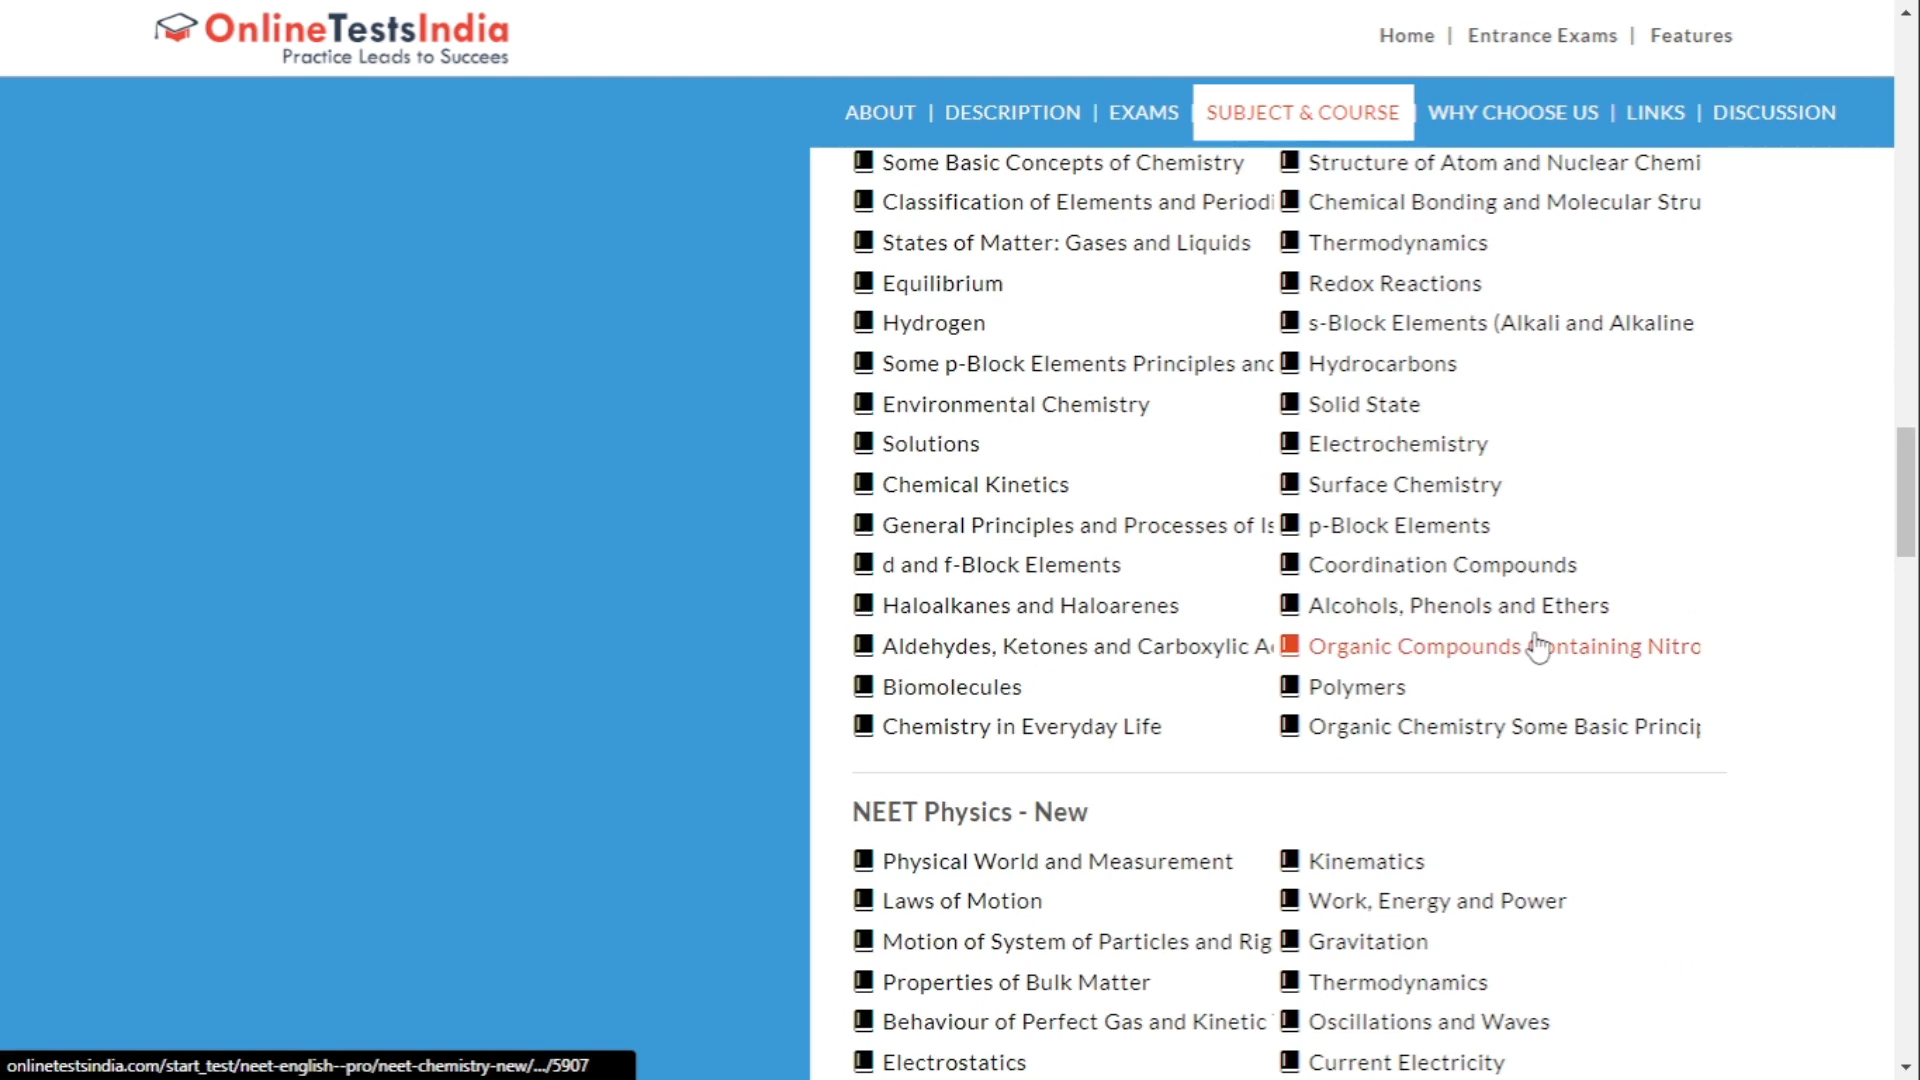 OnlineTestsIndia
Practice Leads to Succees
Home | Entrance Exams | Features
ABOUT | DESCRIPTION | EXAMS | SUBJECT & COURSE | WHY CHOOSE US | LINKS | DISCUSSION
Some Basic Concepts of Chemistry
Structure of Atom and Nuclear Chemi
Classification of Elements and Periodi
Chemical Bonding and Molecular Stru
States of Matter: Gases and Liquids
Thermodynamics
Equilibrium
Redox Reactions
Hydrogen
s-Block Elements (Alkali and Alkaline
Some p-Block Elements Principles and
Hydrocarbons
Environmental Chemistry
Solid State
Solutions
Electrochemistry
Chemical Kinetics
Surface Chemistry
General Principles and Processes of Is
p-Block Elements
d and f-Block Elements
Coordination Compounds
Haloalkanes and Haloarenes
Alcohols, Phenols and Ethers
Aldehydes, Ketones and Carboxylic A
Organic Compounds Containing Nitro
Biomolecules
Polymers
Chemistry in Everyday Life
Organic Chemistry Some Basic Princip
NEET Physics - New
Physical World and Measurement
Kinematics
Laws of Motion
Work, Energy and Power
Motion of System of Particles and Rig
Gravitation
Properties of Bulk Matter
Thermodynamics
Behaviour of Perfect Gas and Kinetic
Oscillations and Waves
Electrostatics
Current Electricity
onlinetestsindia.com/start_test/neet-english--pro/neet-chemistry-new/.../5907